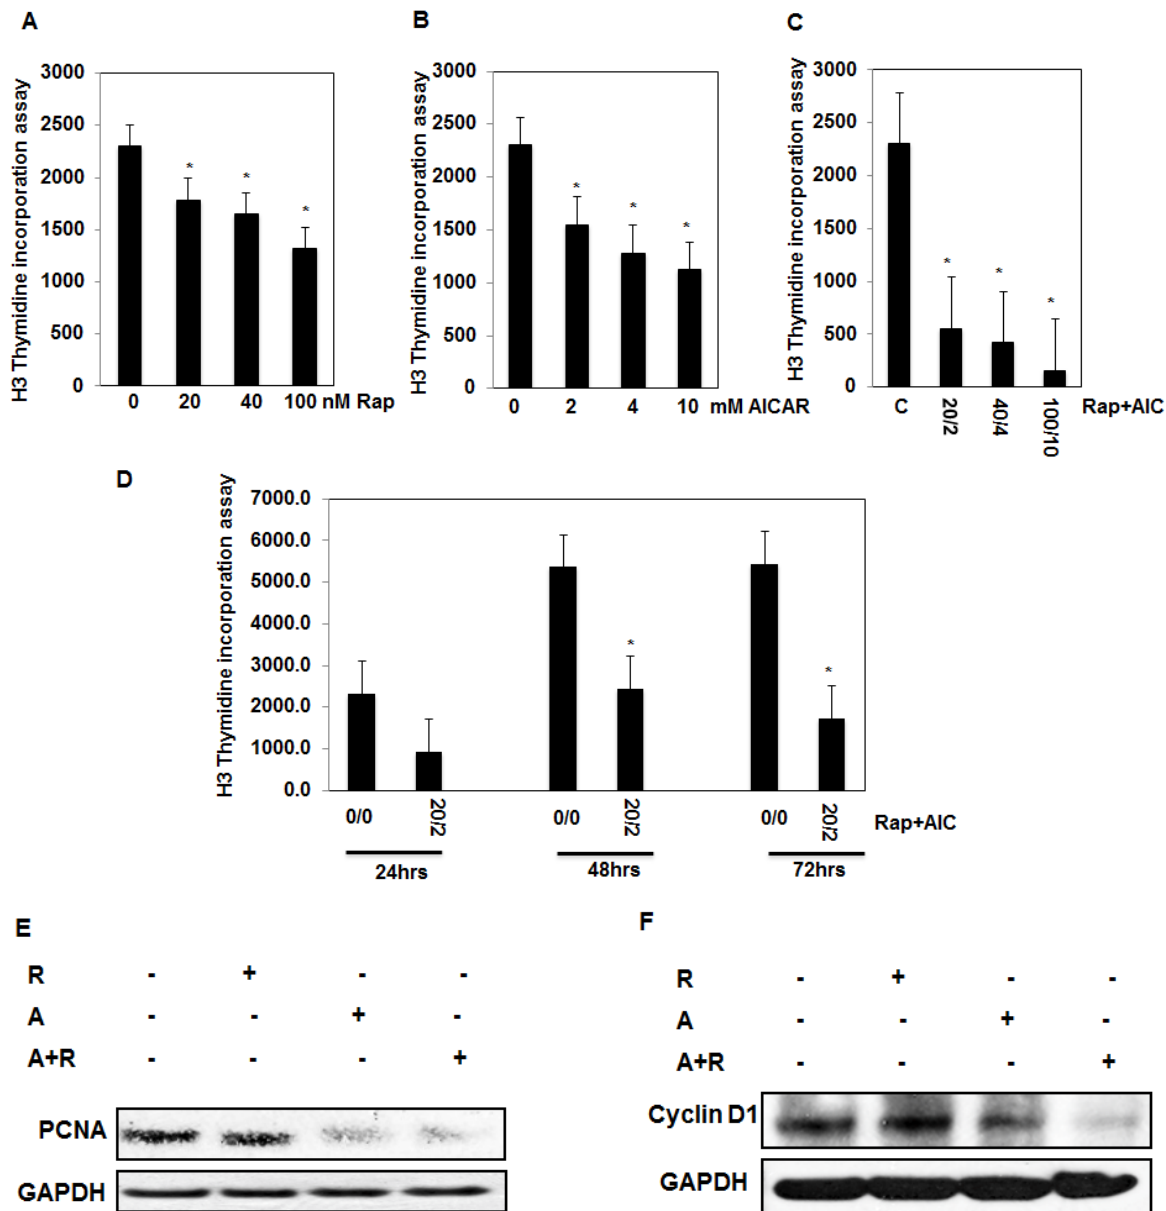 A
H3 Thymidine incorporation assay
3000
2500
2000
1500
1000
500
0
*
*
*
0 20 40 100 nM Rap
B
H3 Thymidine incorporation assay
3000
2500
2000
1500
1000
500
0
*
*
*
0 2 4 10 mM AICAR
C
H3 Thymidine incorporation assay
3000
2500
2000
1500
1000
500
0
*
*
*
C 20/2 40/4 100/10 Rap+AIC
D
H3 Thymidine incorporation assay
7000.0
6000.0
5000.0
4000.0
3000.0
2000.0
1000.0
0.0
*
*
0/0 20/2 0/0 20/2 0/0 20/2 Rap+AIC
24hrs 48hrs 72hrs
E
R - + - -
A - - + -
A+R - - - +
PCNA
GAPDH
F
R - + - -
A - - + -
A+R - - - +
Cyclin D1
GAPDH